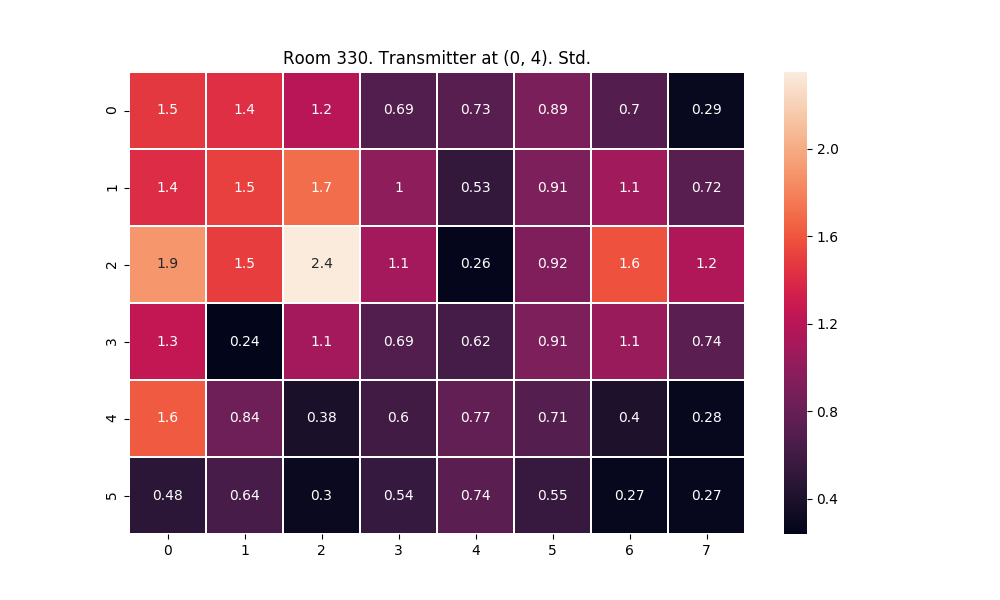 Room 330. Transmitter at (0, 4). Std.
0 1.5 1.4 1.2 0.69 0.73 0.89 0.7 0.29
1 1.4 1.5 1.7 1 0.53 0.91 1.1 0.72
2 1.9 1.5 2.4 1.1 0.26 0.92 1.6 1.2
3 1.3 0.24 1.1 0.69 0.62 0.91 1.1 0.74
4 1.6 0.84 0.38 0.6 0.77 0.71 0.4 0.28
5 0.48 0.64 0.3 0.54 0.74 0.55 0.27 0.27
0 1 2 3 4 5 6 7
2.0
1.6
1.2
0.8
0.4